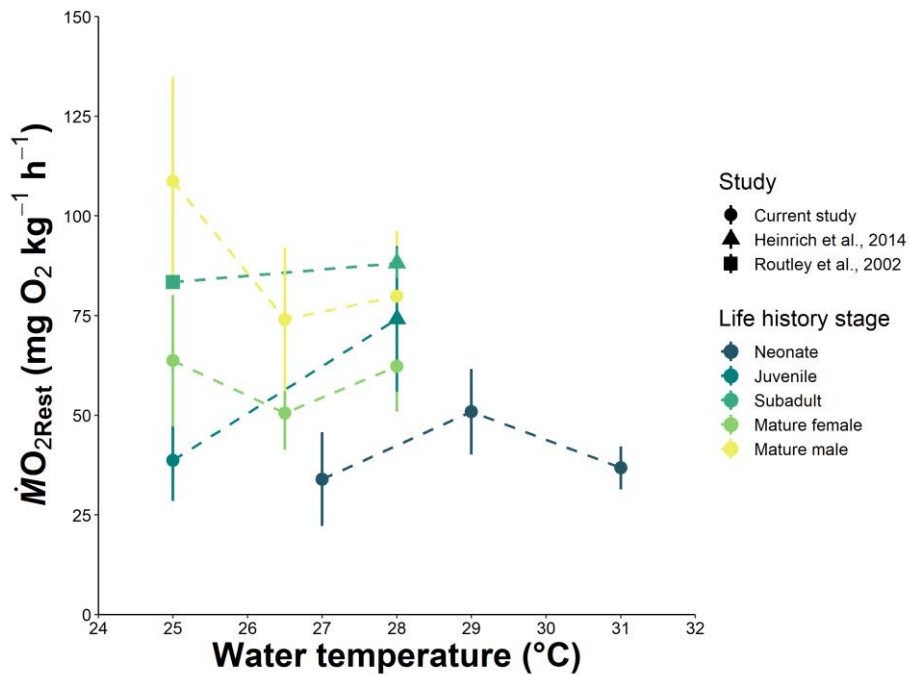 150
125
100
75
50
25
0
24 25 26 27 28 29 30 31 32
Water temperature (°C)
ṀO₂Rest (mg O₂ kg⁻¹ h⁻¹)
Study
Current study
Heinrich et al., 2014
Routley et al., 2002
Life history stage
Neonate
Juvenile
Subadult
Mature female
Mature male